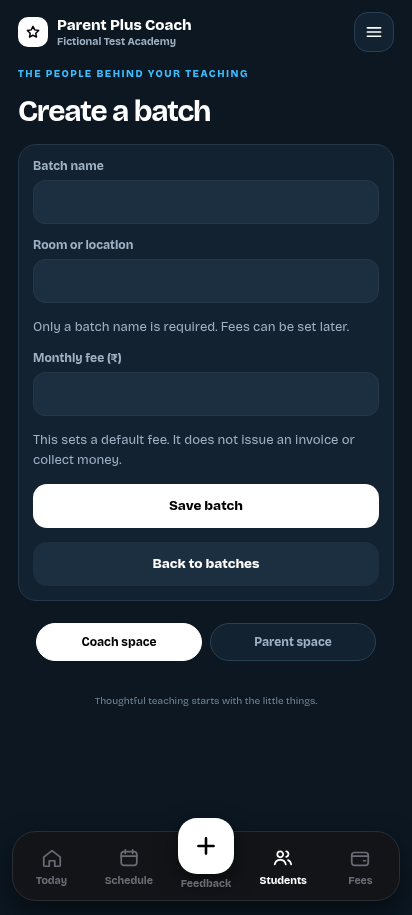 Parent Plus Coach
Fictional Test Academy
THE PEOPLE BEHIND YOUR TEACHING
Create a batch
Batch name
Room or location
Only a batch name is required. Fees can be set later.
Monthly fee (₹)
This sets a default fee. It does not issue an invoice or
collect money.
Save batch
Back to batches
Coach space
Parent space
Thoughtful teaching starts with the little things.
Today
Schedule
Feedback
Students
Fees